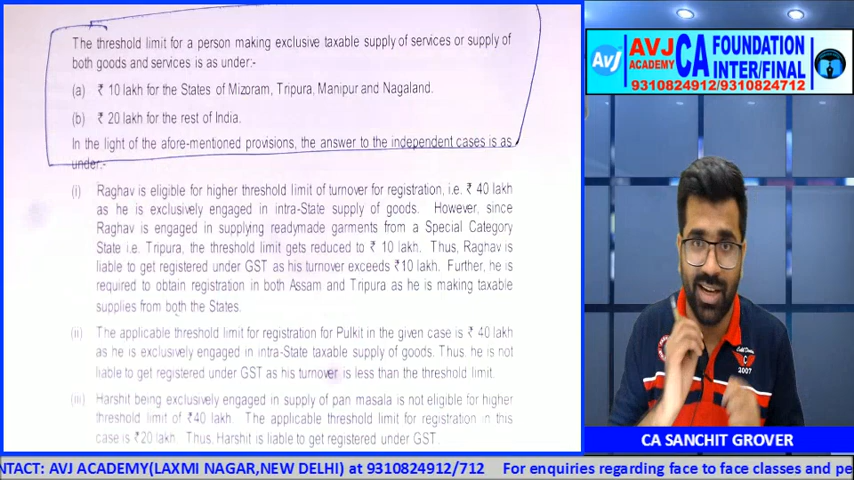 The threshold limit for a person making exclusive taxable supply of services or supply of
both goods and services is as under:-
(a) ₹ 10 lakh for the States of Mizoram, Tripura, Manipur and Nagaland.
(b) ₹ 20 lakh for the rest of India.
In the light of the afore-mentioned provisions, the answer to the independent cases is as
under:-
(i) Raghav is eligible for higher threshold limit of turnover for registration, i.e. ₹ 40 lakh
as he is exclusively engaged in intra-State supply of goods. However, since
Raghav is engaged in supplying readymade garments from a Special Category
State i.e. Tripura, the threshold limit gets reduced to ₹ 10 lakh. Thus, Raghav is
liable to get registered under GST as his turnover exceeds ₹10 lakh. Further, he is
required to obtain registration in both Assam and Tripura as he is making taxable
supplies from both the States.
(ii) The applicable threshold limit for registration for Pulkit in the given case is ₹ 40 lakh
as he is exclusively engaged in intra-State taxable supply of goods. Thus, he is not
liable to get registered under GST as his turnover is less than the threshold limit.
(iii) Harshit being exclusively engaged in supply of pan masala is not eligible for higher
threshold limit of ₹40 lakh. The applicable threshold limit for registration in this
case is ₹20 lakh. Thus, Harshit is liable to get registered under GST.
AVJ
AVJ
ACADEMY
CA
FOUNDATION
INTER/FINAL
9310824912/9310824712
2007
CA SANCHIT GROVER
NTACT: AVJ ACADEMY(LAXMI NAGAR,NEW DELHI) at 9310824912/712 For enquiries regarding face to face classes and pe